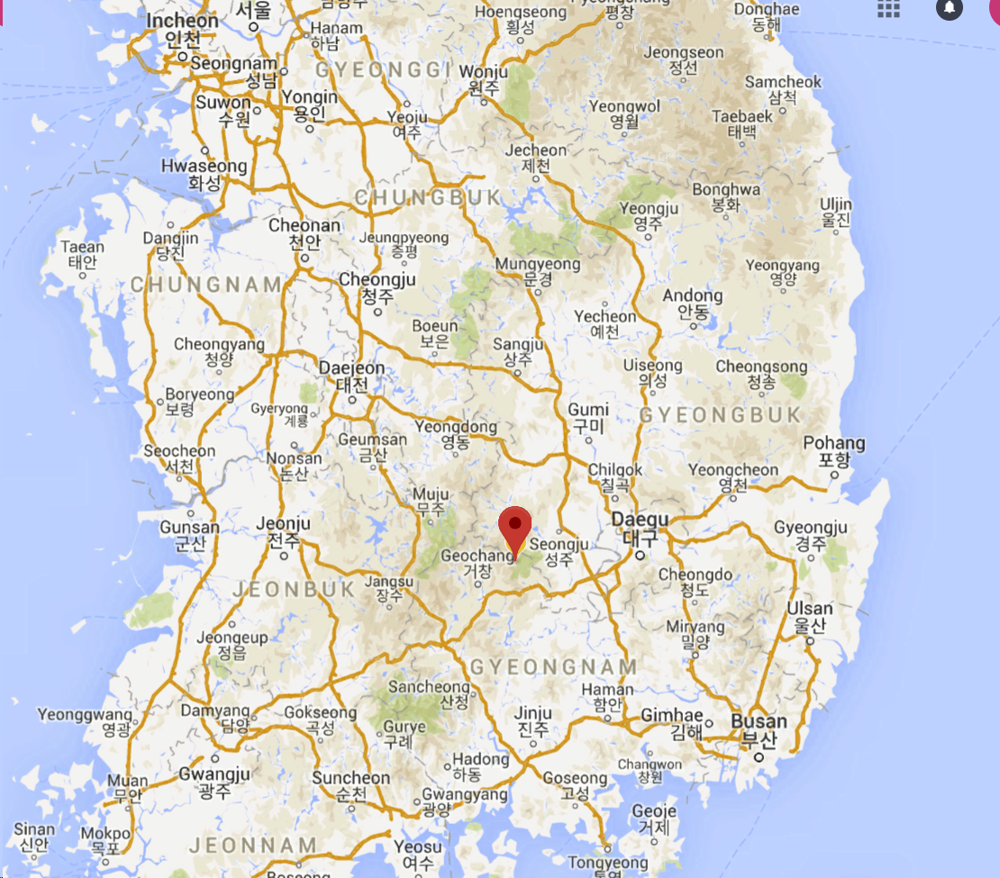 Incheon
인천
서울
Hanam
하남
Hoengseong
횡성
평창
Donghae
동해
Seongnam
성남
GYEONGGI
Wonju
원주
Jeongseon
정선
Samcheok
삼척
Suwon
수원
Yongin
용인
Yeoju
여주
Yeongwol
영월
Taebaek
태백
Hwaseong
화성
Jecheon
제천
CHUNGBUK
Bonghwa
봉화
Yeongju
영주
Uljin
울진
Cheonan
천안
Dangjin
당진
Jeungpyeong
증평
Taean
태안
Mungyeong
문경
Yeongyang
영양
CHUNGNAM
Cheongju
청주
Andong
안동
Yecheon
예천
Boeun
보은
Cheongyang
청양
Sangju
상주
Daejeon
대전
Uiseong
의성
Cheongsong
청송
Boryeong
보령
Gyeryong
계룡
Gumi
구미
GYEONGBUK
Yeongdong
영동
Geumsan
금산
Pohang
포항
Seocheon
서천
Nonsan
논산
Chilgok
칠곡
Yeongcheon
영천
Muju
무주
Gunsan
군산
Jeonju
전주
Daegu
대구
Gyeongju
경주
Geochang
거창
Seongju
성주
Jangsu
장수
JEONBUK
Cheongdo
청도
Ulsan
울산
Miryang
밀양
Jeongeup
정읍
GYEONGNAM
Sancheong
산청
Haman
함안
Yeonggwang
영광
Damyang
담양
Gokseong
곡성
Gurye
구례
Jinju
진주
Gimhae
김해
Busan
부산
Changwon
창원
Hadong
하동
Gwangju
광주
Suncheon
순천
Goseong
고성
Muan
무안
Gwangyang
광양
Geoje
거제
Sinan
신안
Mokpo
목포
JEONNAM
Yeosu
여수
Tongyeong
Boseong